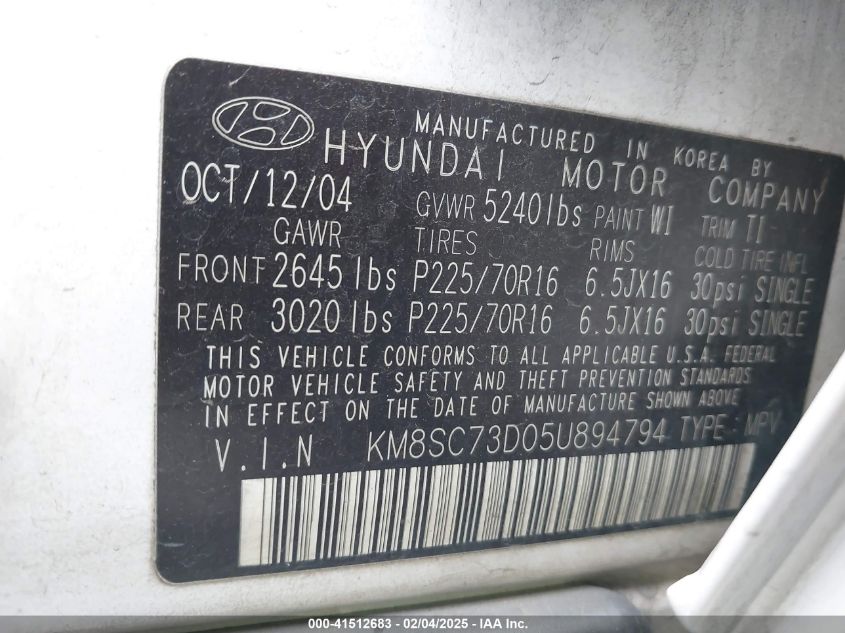 MANUFACTURED IN KOREA BY
HYUNDAI MOTOR COMPANY
OCT/12/04 GVWR 5240lbs PAINT WI TRIM TI
GAWR TIRES RIMS COLD TIRE INFL
FRONT 2645 lbs P225/70R16 6.5JX16 30psi SINGLE
REAR 3020 lbs P225/70R16 6.5JX16 30psi SINGLE
THIS VEHICLE CONFORMS TO ALL APPLICABLE U.S.A. FEDERAL
MOTOR VEHICLE SAFETY AND THEFT PREVENTION STANDARDS
IN EFFECT ON THE DATE OF MANUFACTURE SHOWN ABOVE
V.I.N KM8SC73D05U894794 TYPE : MPV
000-41512683 / 02/04/2025 - IAA Inc.